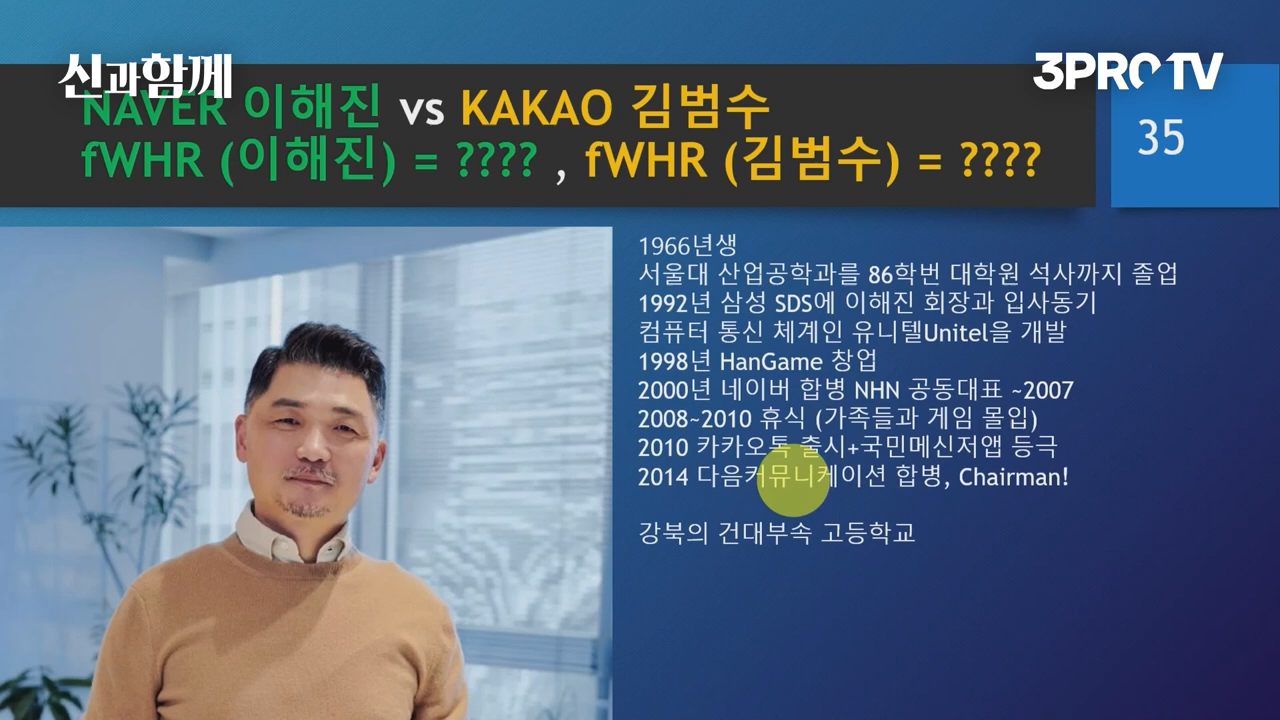 신과함께
3PROTV
NAVER 이해진 vs KAKAO 김범수
fWHR (이해진) = ???? , fWHR (김범수) = ????
35
1966년생
서울대 산업공학과를 86학번 대학원 석사까지 졸업
1992년 삼성 SDS에 이해진 회장과 입사동기
컴퓨터 통신 체계인 유니텔Unitel을 개발
1998년 HanGame 창업
2000년 네이버 합병 NHN 공동대표 ~2007
2008~2010 휴식 (가족들과 게임 몰입)
2010 카카오톡 출시+국민메신저앱 등극
2014 다음커뮤니케이션 합병, Chairman!
강북의 건대부속 고등학교